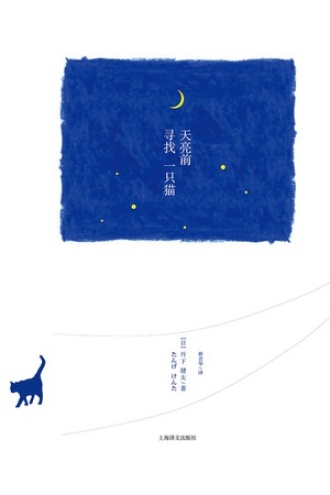 天亮前
寻找 一只猫
译
[日] 丹下 健太 著
たんげ けんた
上海译文出版社